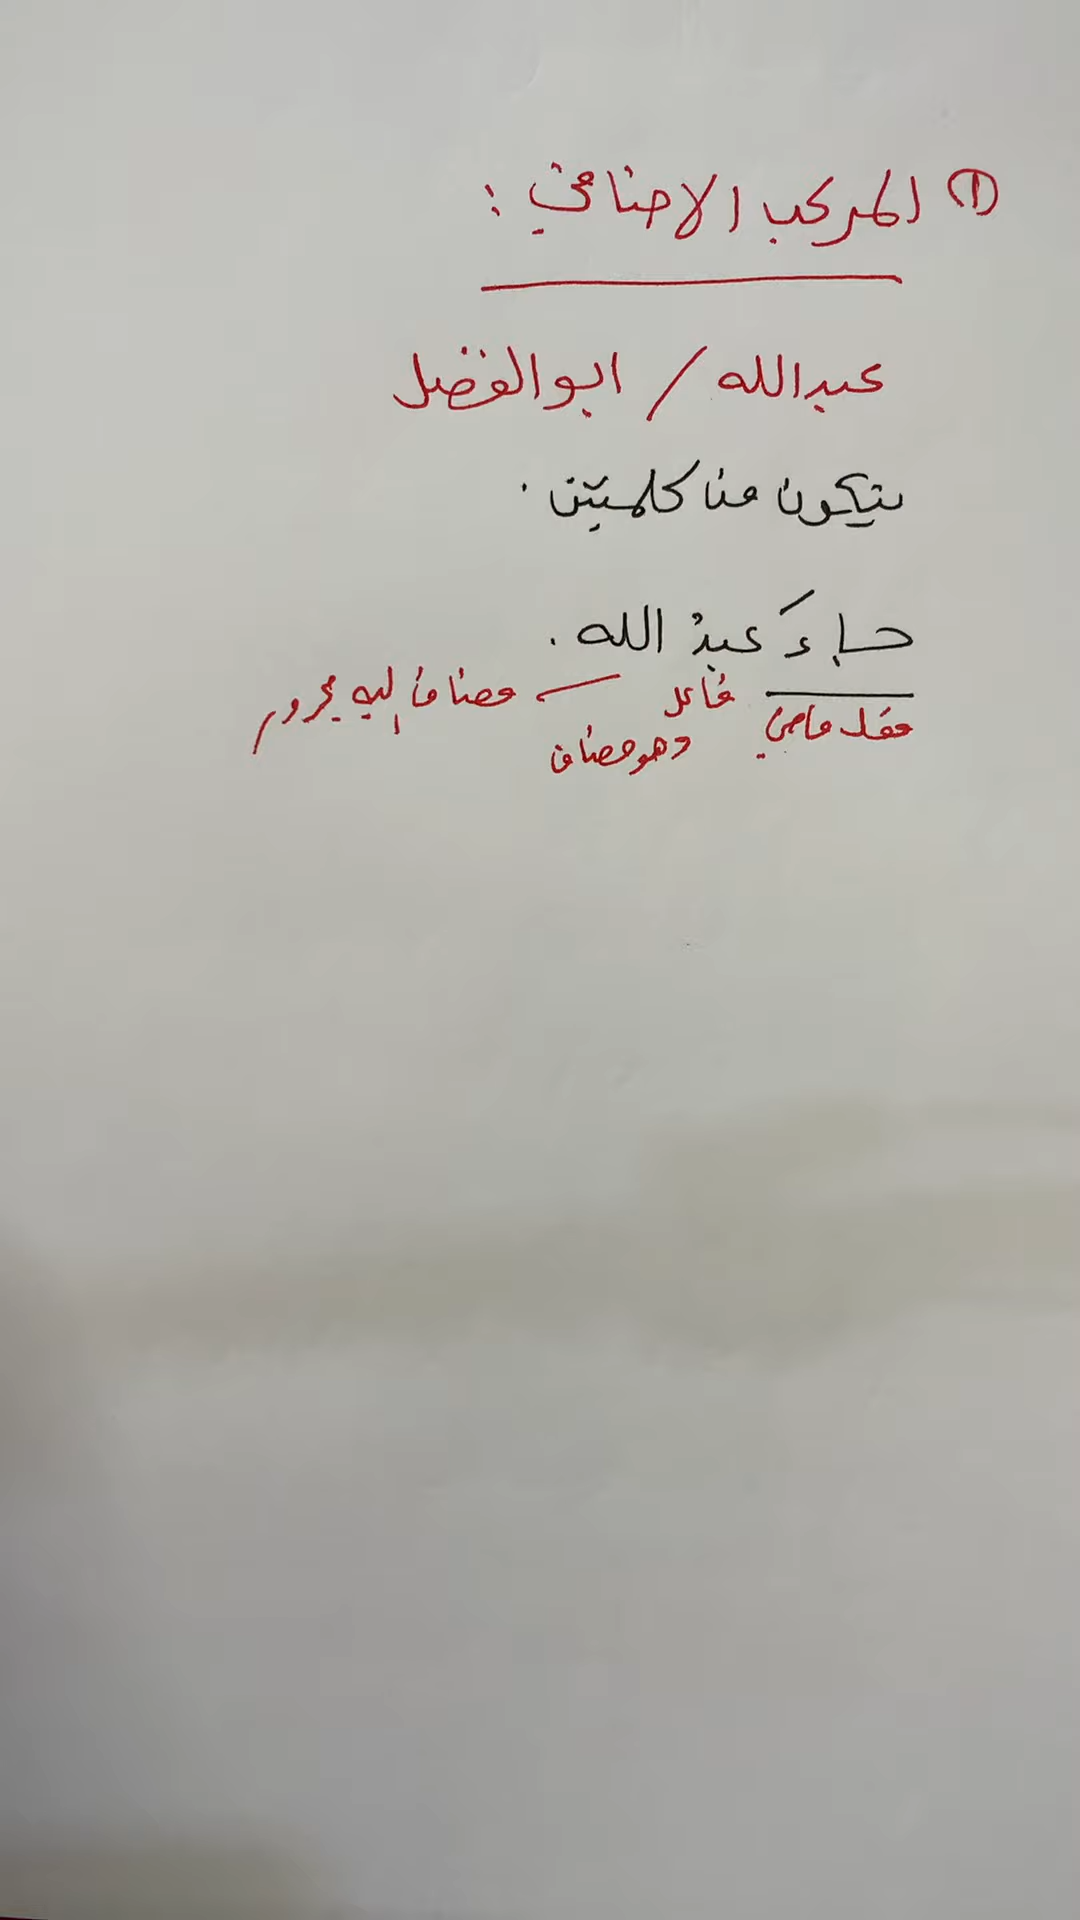 ① المركب الاضافي :
عبدالله / ابو الفضل
يتكون من كلمتين .
جاءَ عبدُ الله .
فعل ماضي فاعل مضاف إليه مجرور
وهو مضاف